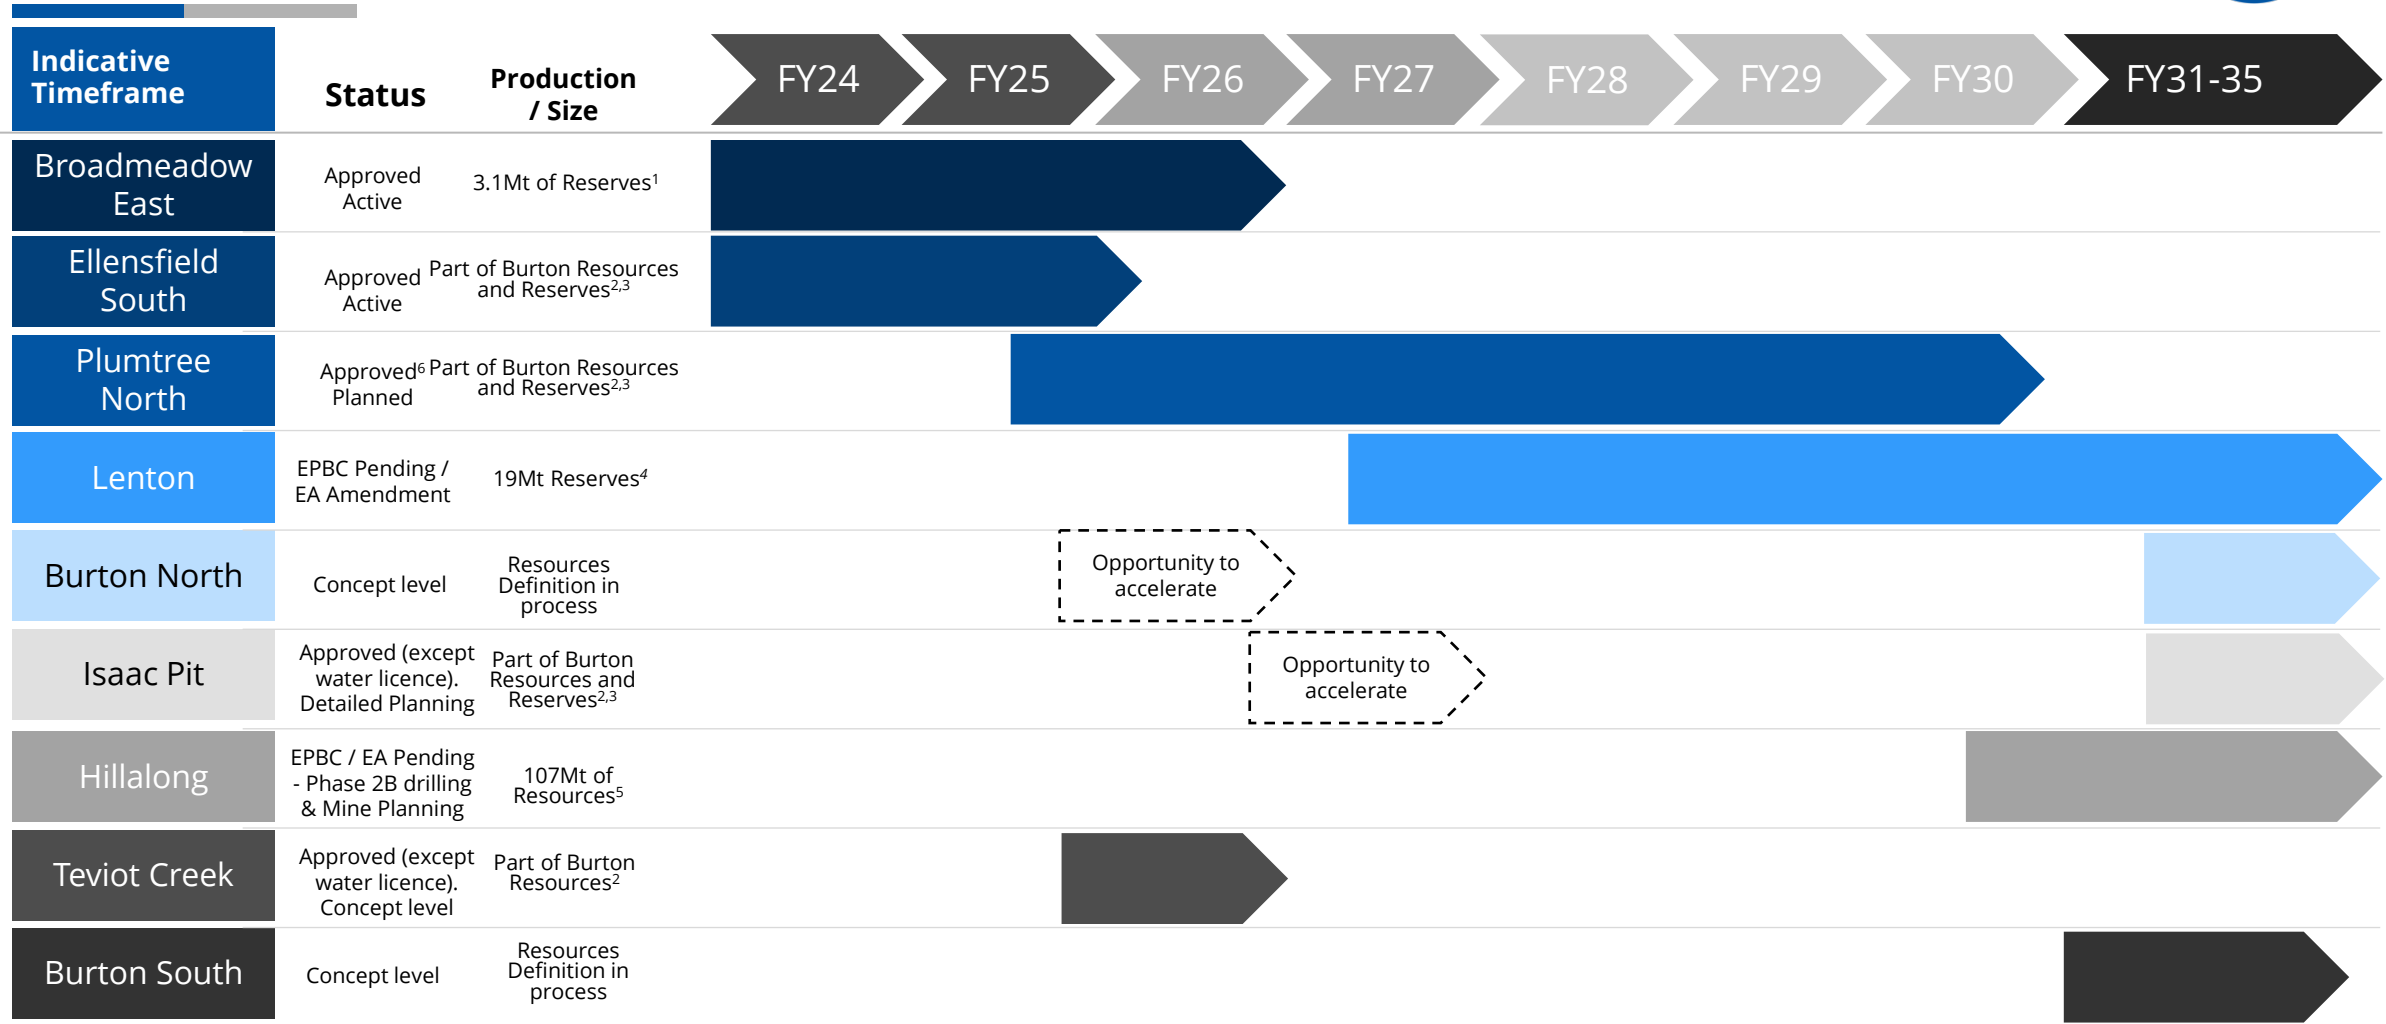 Indicative
Timeframe
Status
Production
/ Size
FY24
FY25
FY26
FY27
FY28
FY29
FY30
FY31-35
Broadmeadow
East
Approved
Active
3.1Mt of Reserves¹
Ellensfield
South
Approved
Active
Part of Burton Resources
and Reserves²,³
Plumtree
North
Approved⁶
Planned
Part of Burton Resources
and Reserves²,³
Lenton
EPBC Pending /
EA Amendment
19Mt Reserves⁴
Burton North
Concept level
Resources
Definition in
process
Opportunity to
accelerate
Isaac Pit
Approved (except
water licence).
Detailed Planning
Part of Burton
Resources and
Reserves²,³
Opportunity to
accelerate
Hillalong
EPBC / EA Pending
- Phase 2B drilling
& Mine Planning
107Mt of
Resources⁵
Teviot Creek
Approved (except
water licence).
Concept level
Part of Burton
Resources²
Burton South
Concept level
Resources
Definition in
process